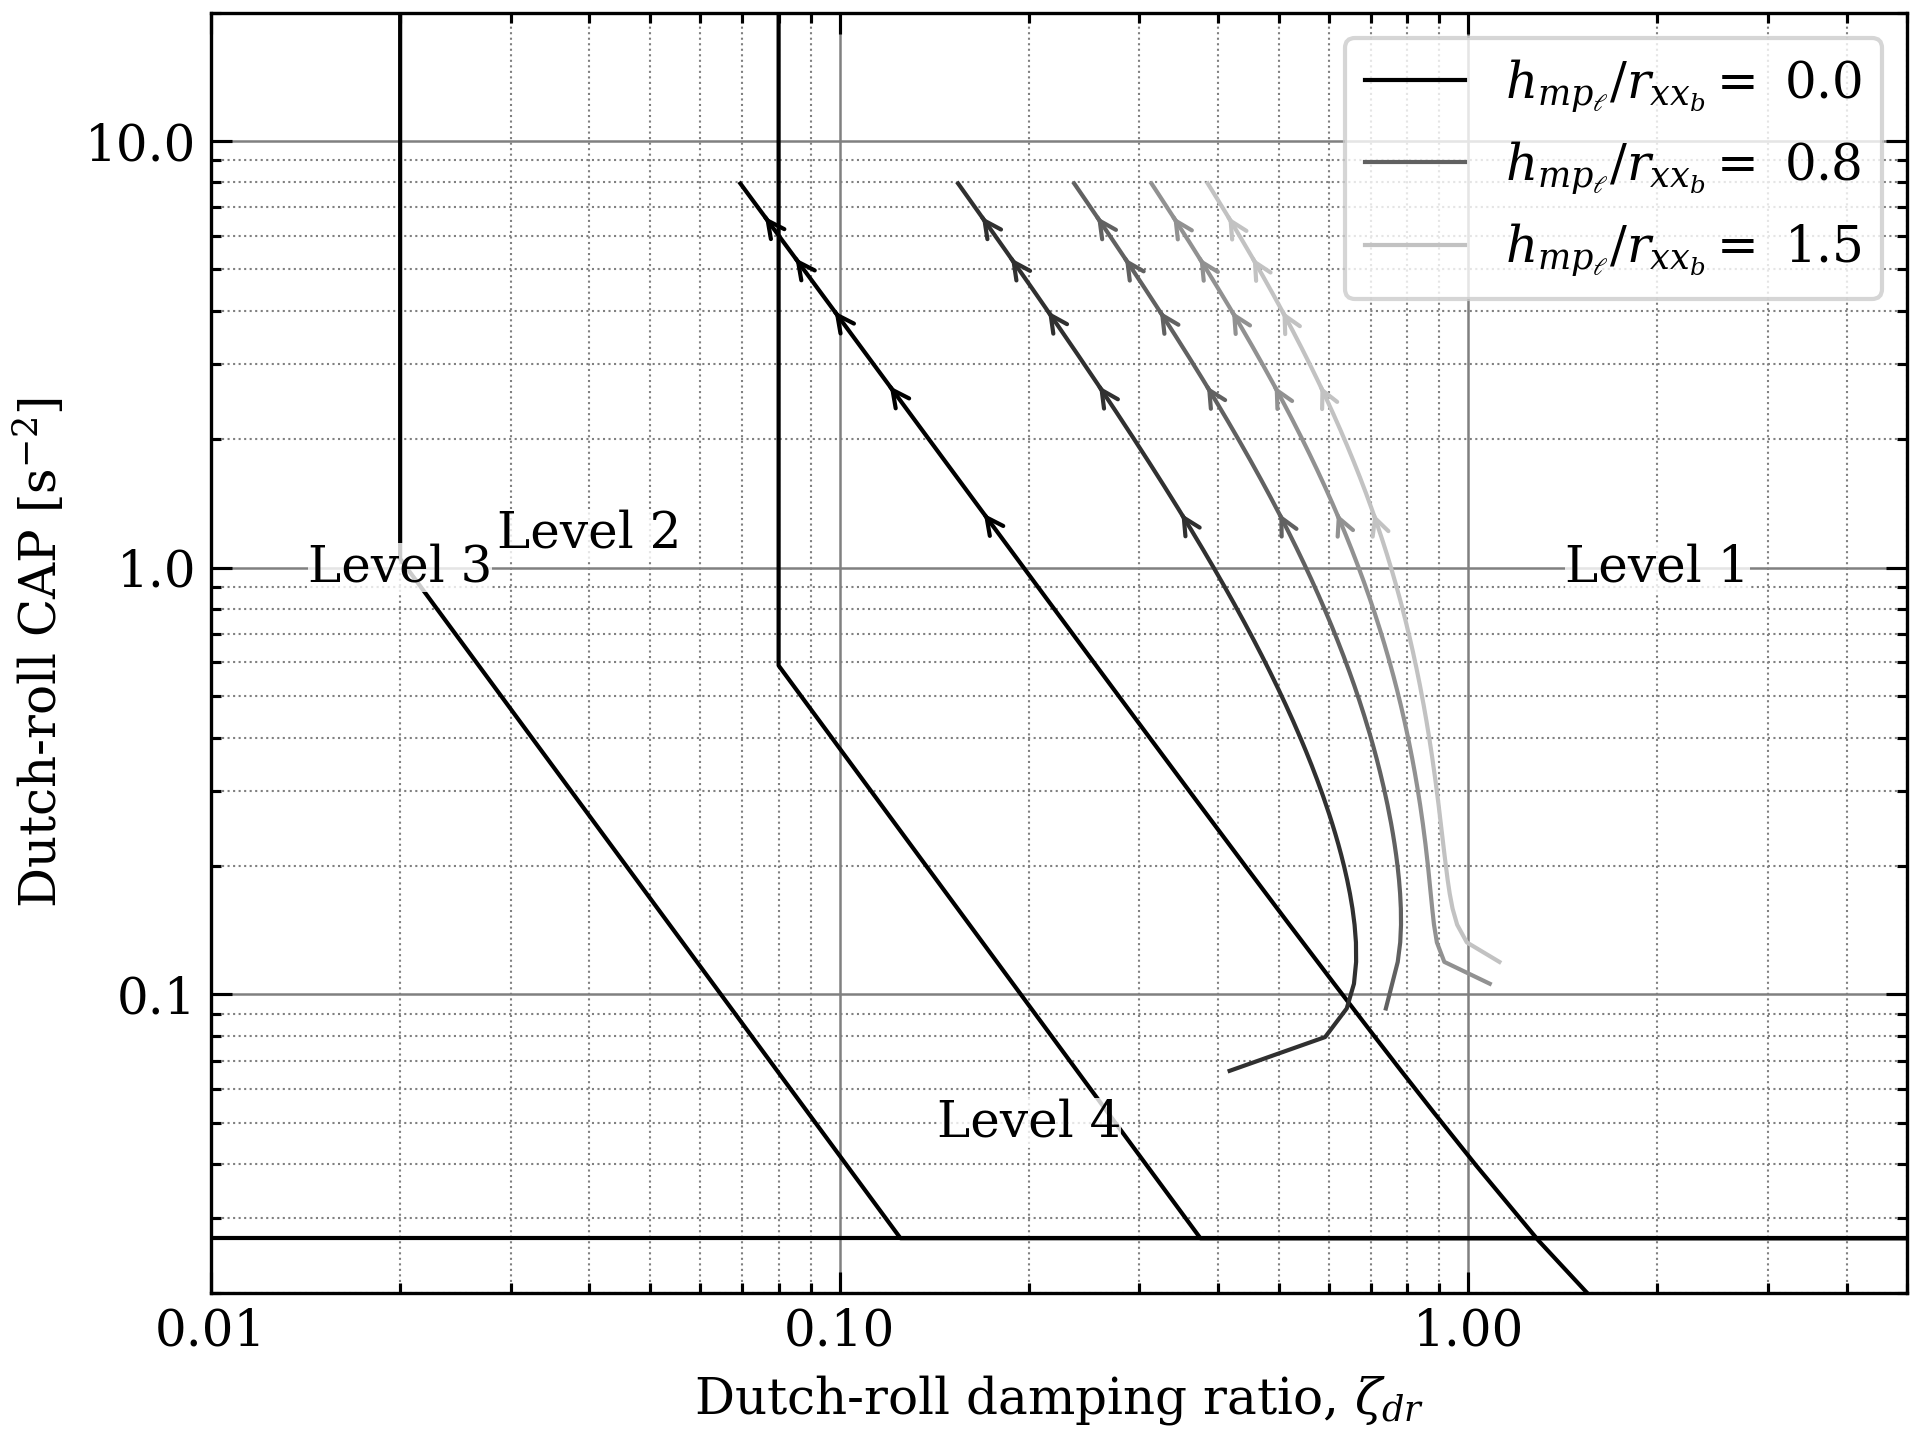 h_{mp_ℓ}/r_{xx_b} = 0.0
h_{mp_ℓ}/r_{xx_b} = 0.8
h_{mp_ℓ}/r_{xx_b} = 1.5
10.0
1.0
0.1
Dutch-roll CAP [s⁻²]
Level 2
Level 3
Level 1
Level 4
0.01
0.10
1.00
Dutch-roll damping ratio, ζ_{dr}